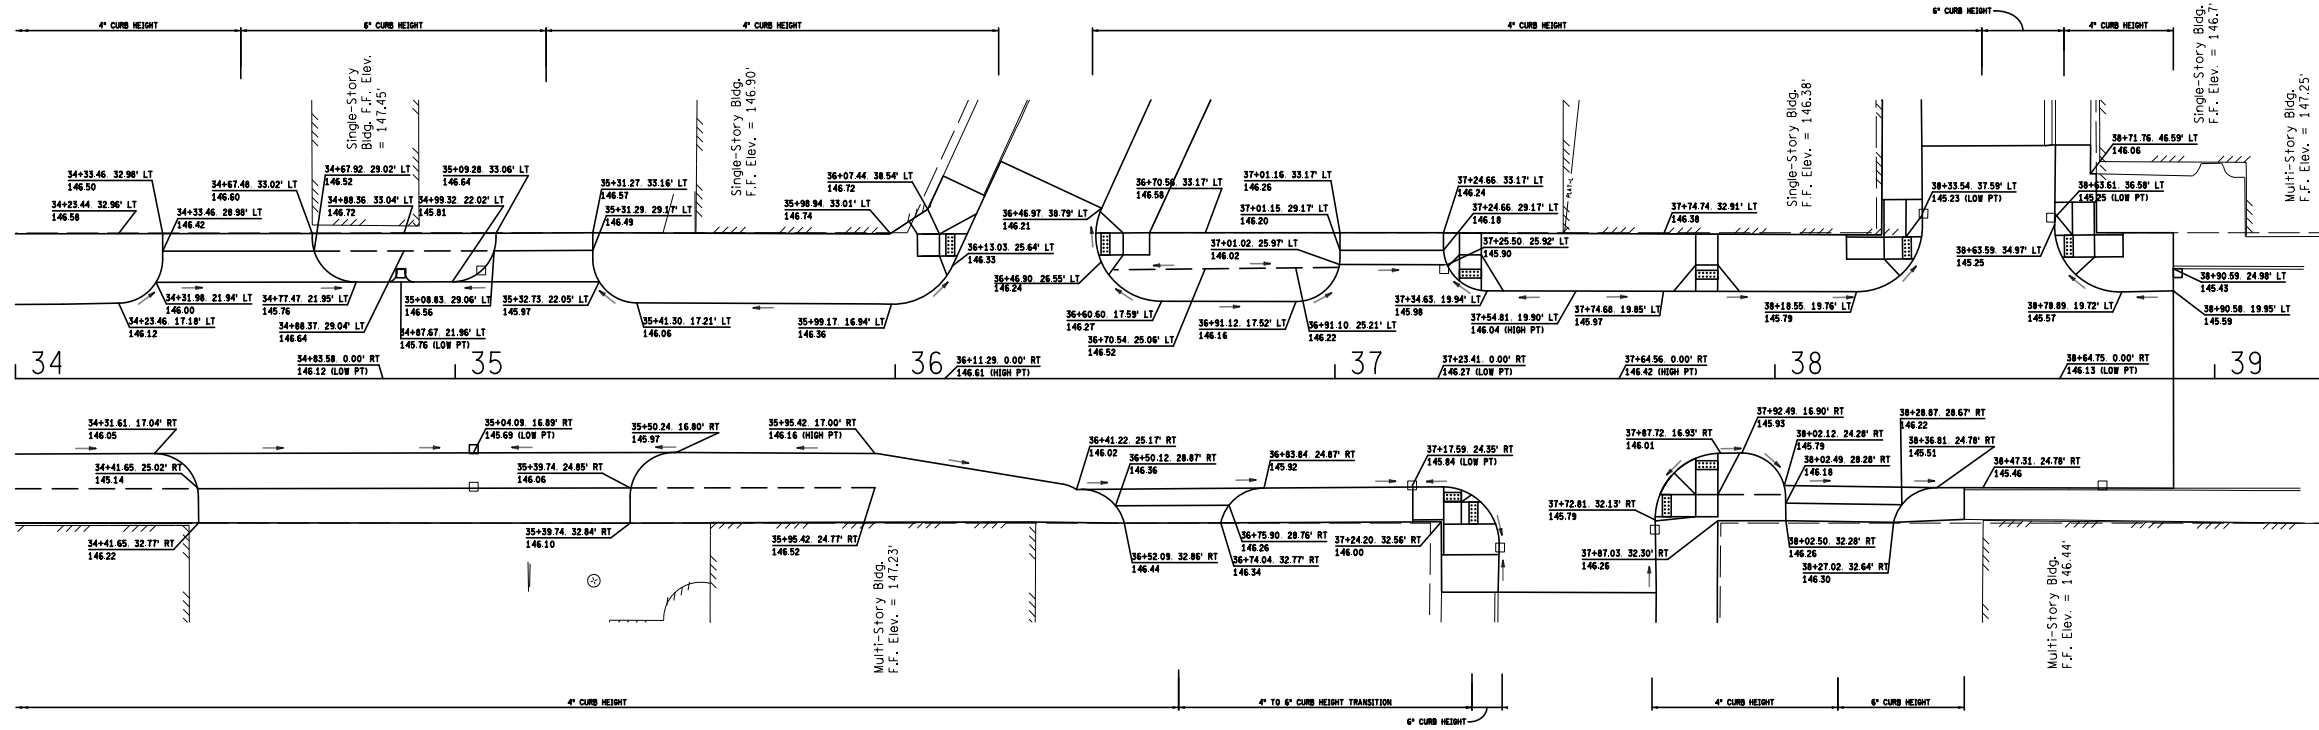 4" CURB HEIGHT
6" CURB HEIGHT
4" CURB HEIGHT
4" CURB HEIGHT
6" CURB HEIGHT
4" CURB HEIGHT
Single-Story
Bldg. F.F. Elev.
= 147.45'
Single-Story Bldg.
F.F. Elev. = 146.90'
Single-Story Bldg.
F.F. Elev. = 146.38'
Single-Story Bldg.
F.F. Elev. = 146.7'
Multi-Story Bldg.
F.F. Elev. = 147.25'
34+33.46. 32.98' LT
146.50
34+23.44. 32.96' LT
146.58
34+33.46. 28.98' LT
146.42
34+67.48. 33.02' LT
146.60
34+67.92. 29.02' LT
146.52
34+88.36. 33.04' LT
146.72
35+09.28. 33.06' LT
146.64
34+99.32. 22.02' LT
145.81
35+31.27. 33.16' LT
146.57
35+31.29. 29.17' LT
146.49
36+07.44. 38.54' LT
146.72
35+98.94. 33.01' LT
146.74
36+46.97. 38.79' LT
146.21
36+13.03. 25.64' LT
146.33
36+46.90. 26.55' LT
146.24
36+70.56. 33.17' LT
146.58
37+01.16. 33.17' LT
146.26
37+01.15. 29.17' LT
146.20
37+01.02. 25.97' LT
146.02
37+24.66. 33.17' LT
146.24
37+24.66. 29.17' LT
146.18
37+25.50. 25.92' LT
145.90
37+74.74. 32.91' LT
146.38
38+33.54. 37.59' LT
145.23 (LOW PT)
38+71.76. 46.59' LT
146.06
38+63.61. 36.58' LT
145.25 (LOW PT)
38+63.59. 34.97' LT
145.25
34+31.98. 21.94' LT
146.00
34+23.46. 17.18' LT
146.12
34+77.47. 21.95' LT
145.76
34+88.37. 29.04' LT
146.64
35+08.83. 29.06' LT
146.56
34+87.67. 21.96' LT
145.76 (LOW PT)
35+32.73. 22.05' LT
145.97
35+41.30. 17.21' LT
146.06
35+99.17. 16.94' LT
146.36
36+60.60. 17.59' LT
146.27
36+70.54. 25.06' LT
146.52
36+91.12. 17.52' LT
146.16
36+91.10. 25.21' LT
146.22
37+34.63. 19.94' LT
145.98
37+54.81. 19.90' LT
146.04 (HIGH PT)
37+74.68. 19.85' LT
145.97
38+18.55. 19.76' LT
145.79
38+78.89. 19.72' LT
145.57
38+90.59. 24.98' LT
145.43
38+90.58. 19.95' LT
145.59
34
35
36
37
38
39
34+83.58. 0.00' RT
146.12 (LOW PT)
36+11.29. 0.00' RT
146.61 (HIGH PT)
37+23.41. 0.00' RT
146.27 (LOW PT)
37+64.56. 0.00' RT
146.42 (HIGH PT)
38+64.75. 0.00' RT
146.13 (LOW PT)
34+31.61. 17.04' RT
146.05
34+41.65. 25.02' RT
145.14
34+41.65. 32.77' RT
146.22
35+04.09. 16.89' RT
145.69 (LOW PT)
35+50.24. 16.80' RT
145.97
35+39.74. 24.85' RT
146.06
35+39.74. 32.84' RT
146.10
35+95.42. 17.00' RT
146.16 (HIGH PT)
35+95.42. 24.77' RT
146.52
36+41.22. 25.17' RT
146.02
36+50.12. 28.87' RT
146.36
36+83.84. 24.87' RT
145.92
36+52.09. 32.86' RT
146.44
36+75.90. 28.76' RT
146.26
36+74.04. 32.77' RT
146.34
37+17.59. 24.35' RT
145.84 (LOW PT)
37+24.20. 32.56' RT
146.00
37+87.72. 16.93' RT
146.01
37+92.49. 16.90' RT
145.93
37+72.81. 32.13' RT
145.79
37+87.03. 32.30' RT
146.26
38+02.12. 24.28' RT
145.79
38+02.49. 28.28' RT
146.18
38+28.87. 28.67' RT
146.22
38+36.81. 24.78' RT
145.51
38+47.31. 24.78' RT
145.46
38+02.50. 32.28' RT
146.26
38+27.02. 32.64' RT
146.30
Multi-Story Bldg.
F.F. Elev. = 147.23'
Multi-Story Bldg.
F.F. Elev. = 146.44'
4" CURB HEIGHT
4" TO 6" CURB HEIGHT TRANSITION
6" CURB HEIGHT
4" CURB HEIGHT
6" CURB HEIGHT